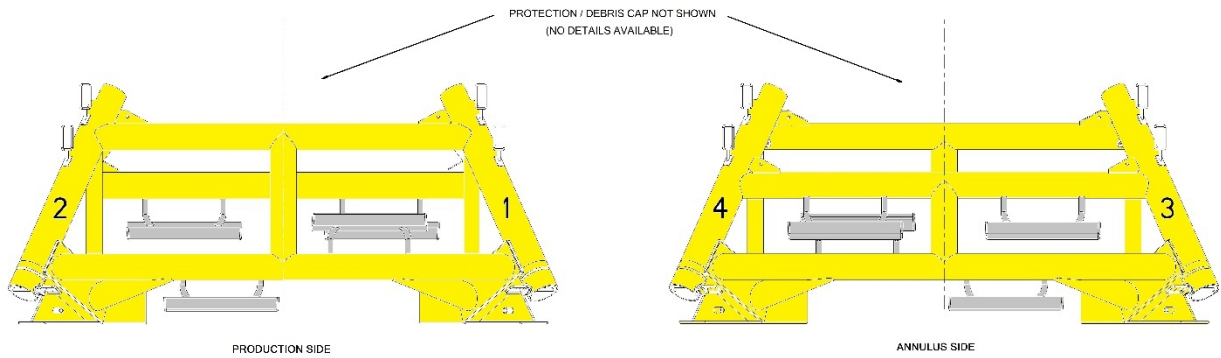 PROTECTION / DEBRIS CAP NOT SHOWN
(NO DETAILS AVAILABLE)
2
1
4
3
PRODUCTION SIDE
ANNULUS SIDE